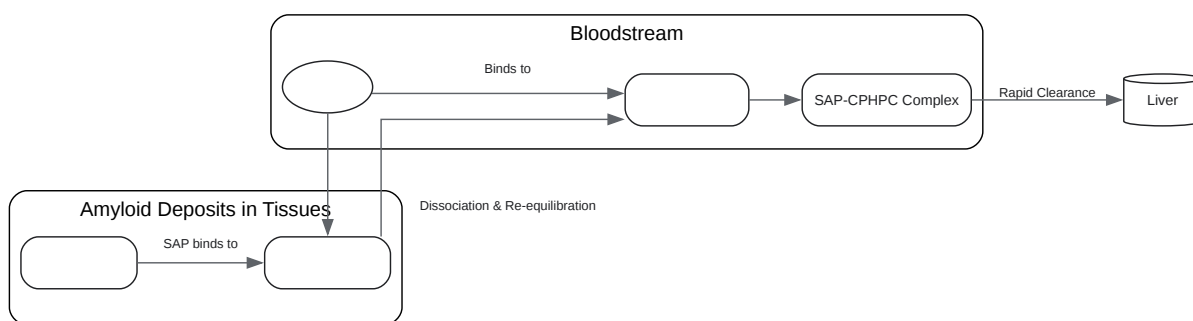 Bloodstream
Binds to
SAP-CPHPC Complex
Rapid Clearance
Liver
Amyloid Deposits in Tissues
Dissociation & Re-equilibration
SAP binds to